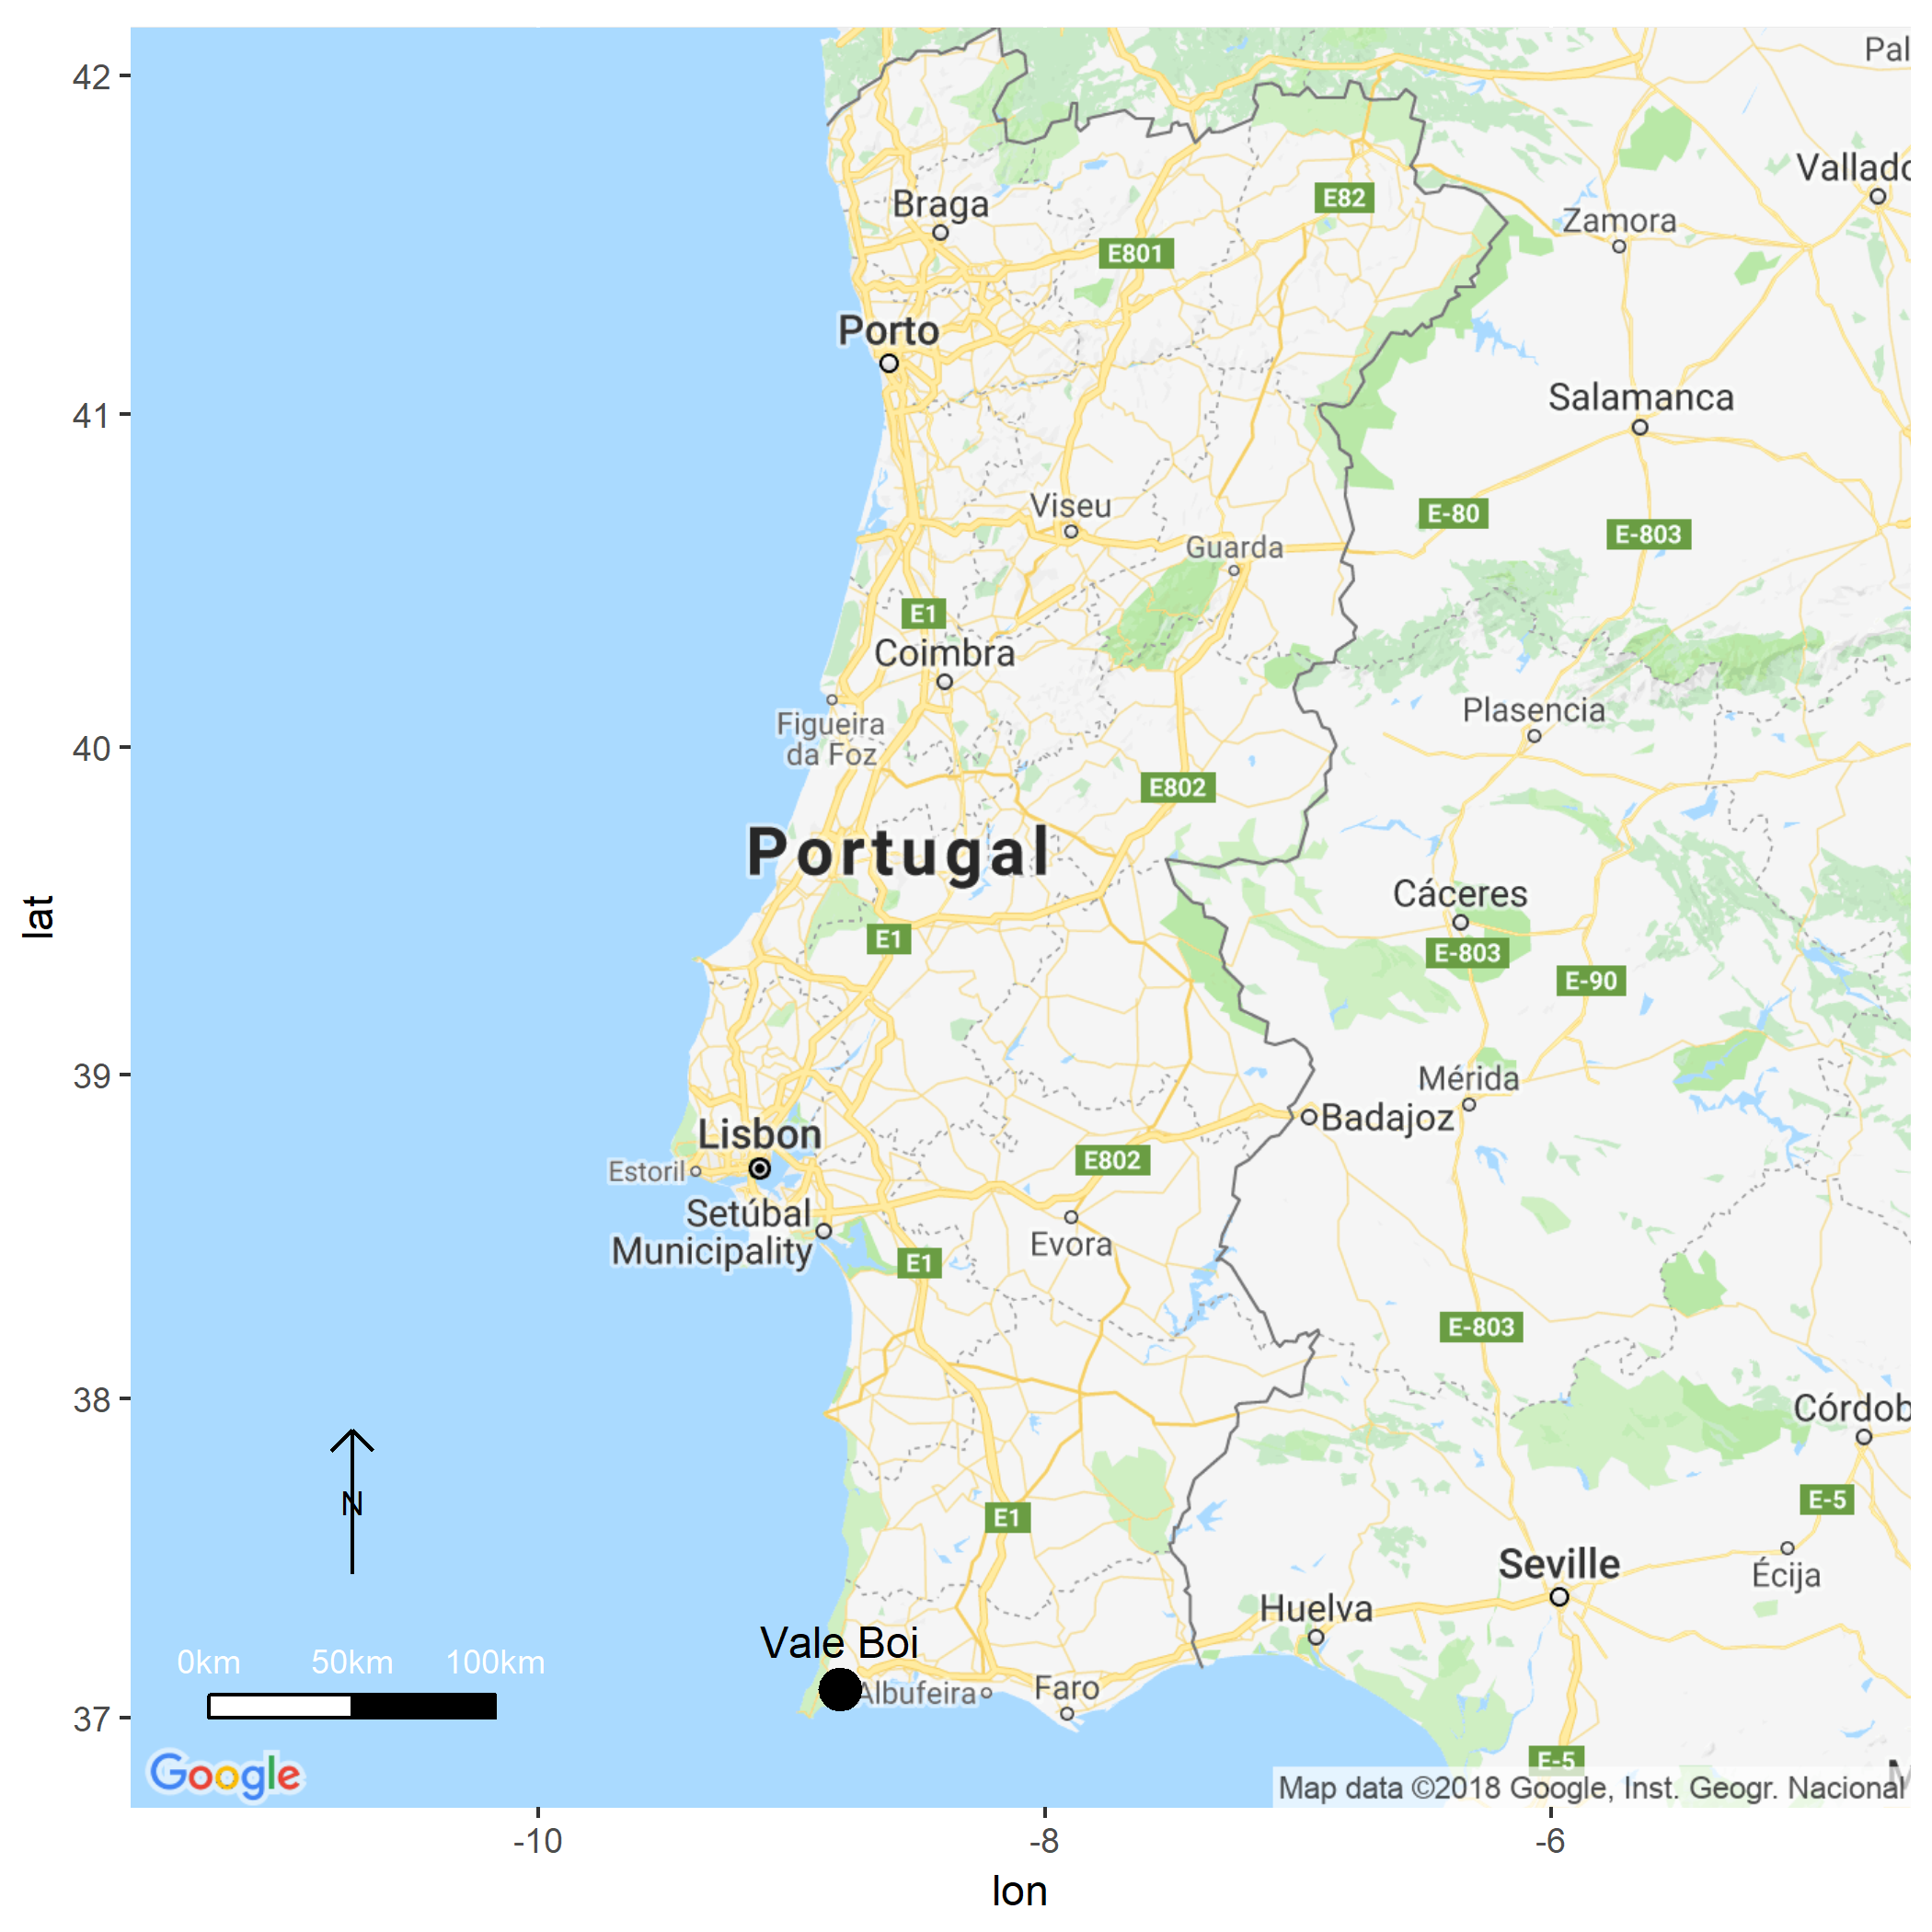 42
Pal
Vallado
Braga
E82
Zamora
E801
Porto
41
Salamanca
Viseu
E-80
E-803
Guarda
E1
Coimbra
Figueira
da Foz
Plasencia
40
E802
Portugal
Cáceres
lat
E1
E-803
E-90
39
Mérida
Badajoz
Lisbon
E802
Estoril
Setúbal
Municipality
Evora
E1
E-803
38
Córdob
N
E-5
E1
Seville
Écija
Huelva
Vale Boi
0km 50km 100km
Albufeira
Faro
37
E-5
Google
Map data ©2018 Google, Inst. Geogr. Nacional
-10 -8 -6
lon